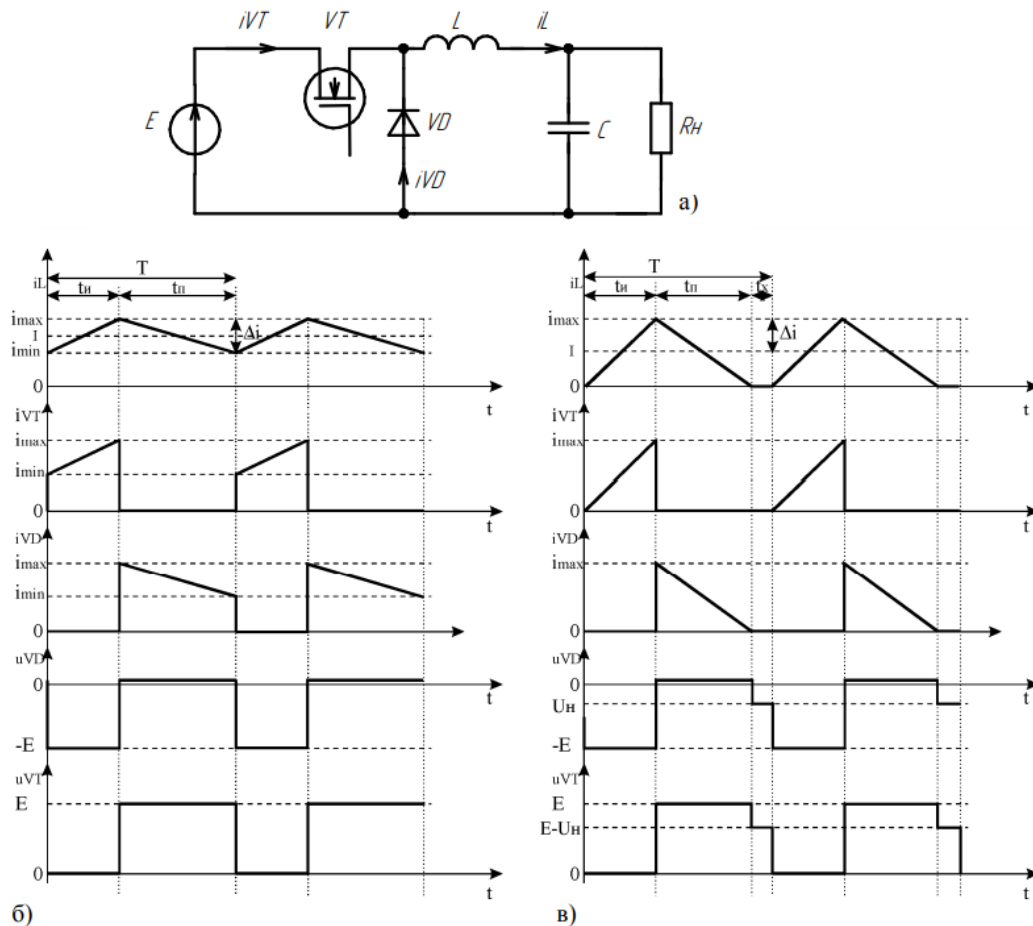 iVT VT L iL
E VD C Rн
iVD
а)
T
iL
tи tп
imax
I
imin
Δi
0
t
iVT
imax
imin
0
t
iVD
imax
imin
0
uVD
0
t
-E
uVT
E
0
t
б)
T
iL
tи tп tх
imax
I
Δi
0
t
iVT
imax
0
t
iVD
imax
0
uVD
0
t
Uн
-E
uVT
E
E-Uн
0
t
в)